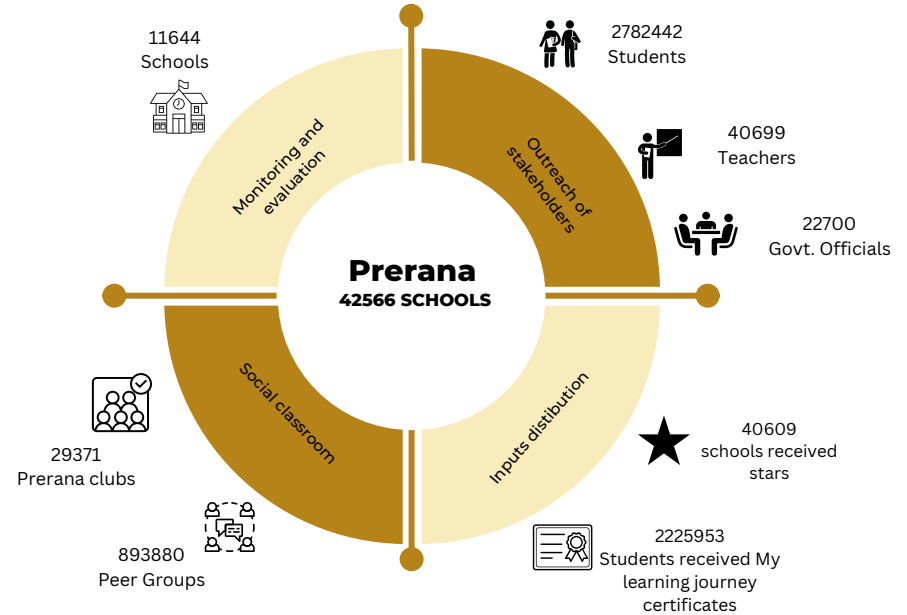 11644
Schools
2782442
Students
40699
Teachers
22700
Govt. Officials
Monitoring and
evaluation
Outreach of
stakeholders
Prerana
42566 SCHOOLS
Social classroom
Inputs distibution
29371
Prerana clubs
893880
Peer Groups
40609
schools received
stars
2225953
Students received My
learning journey
certificates